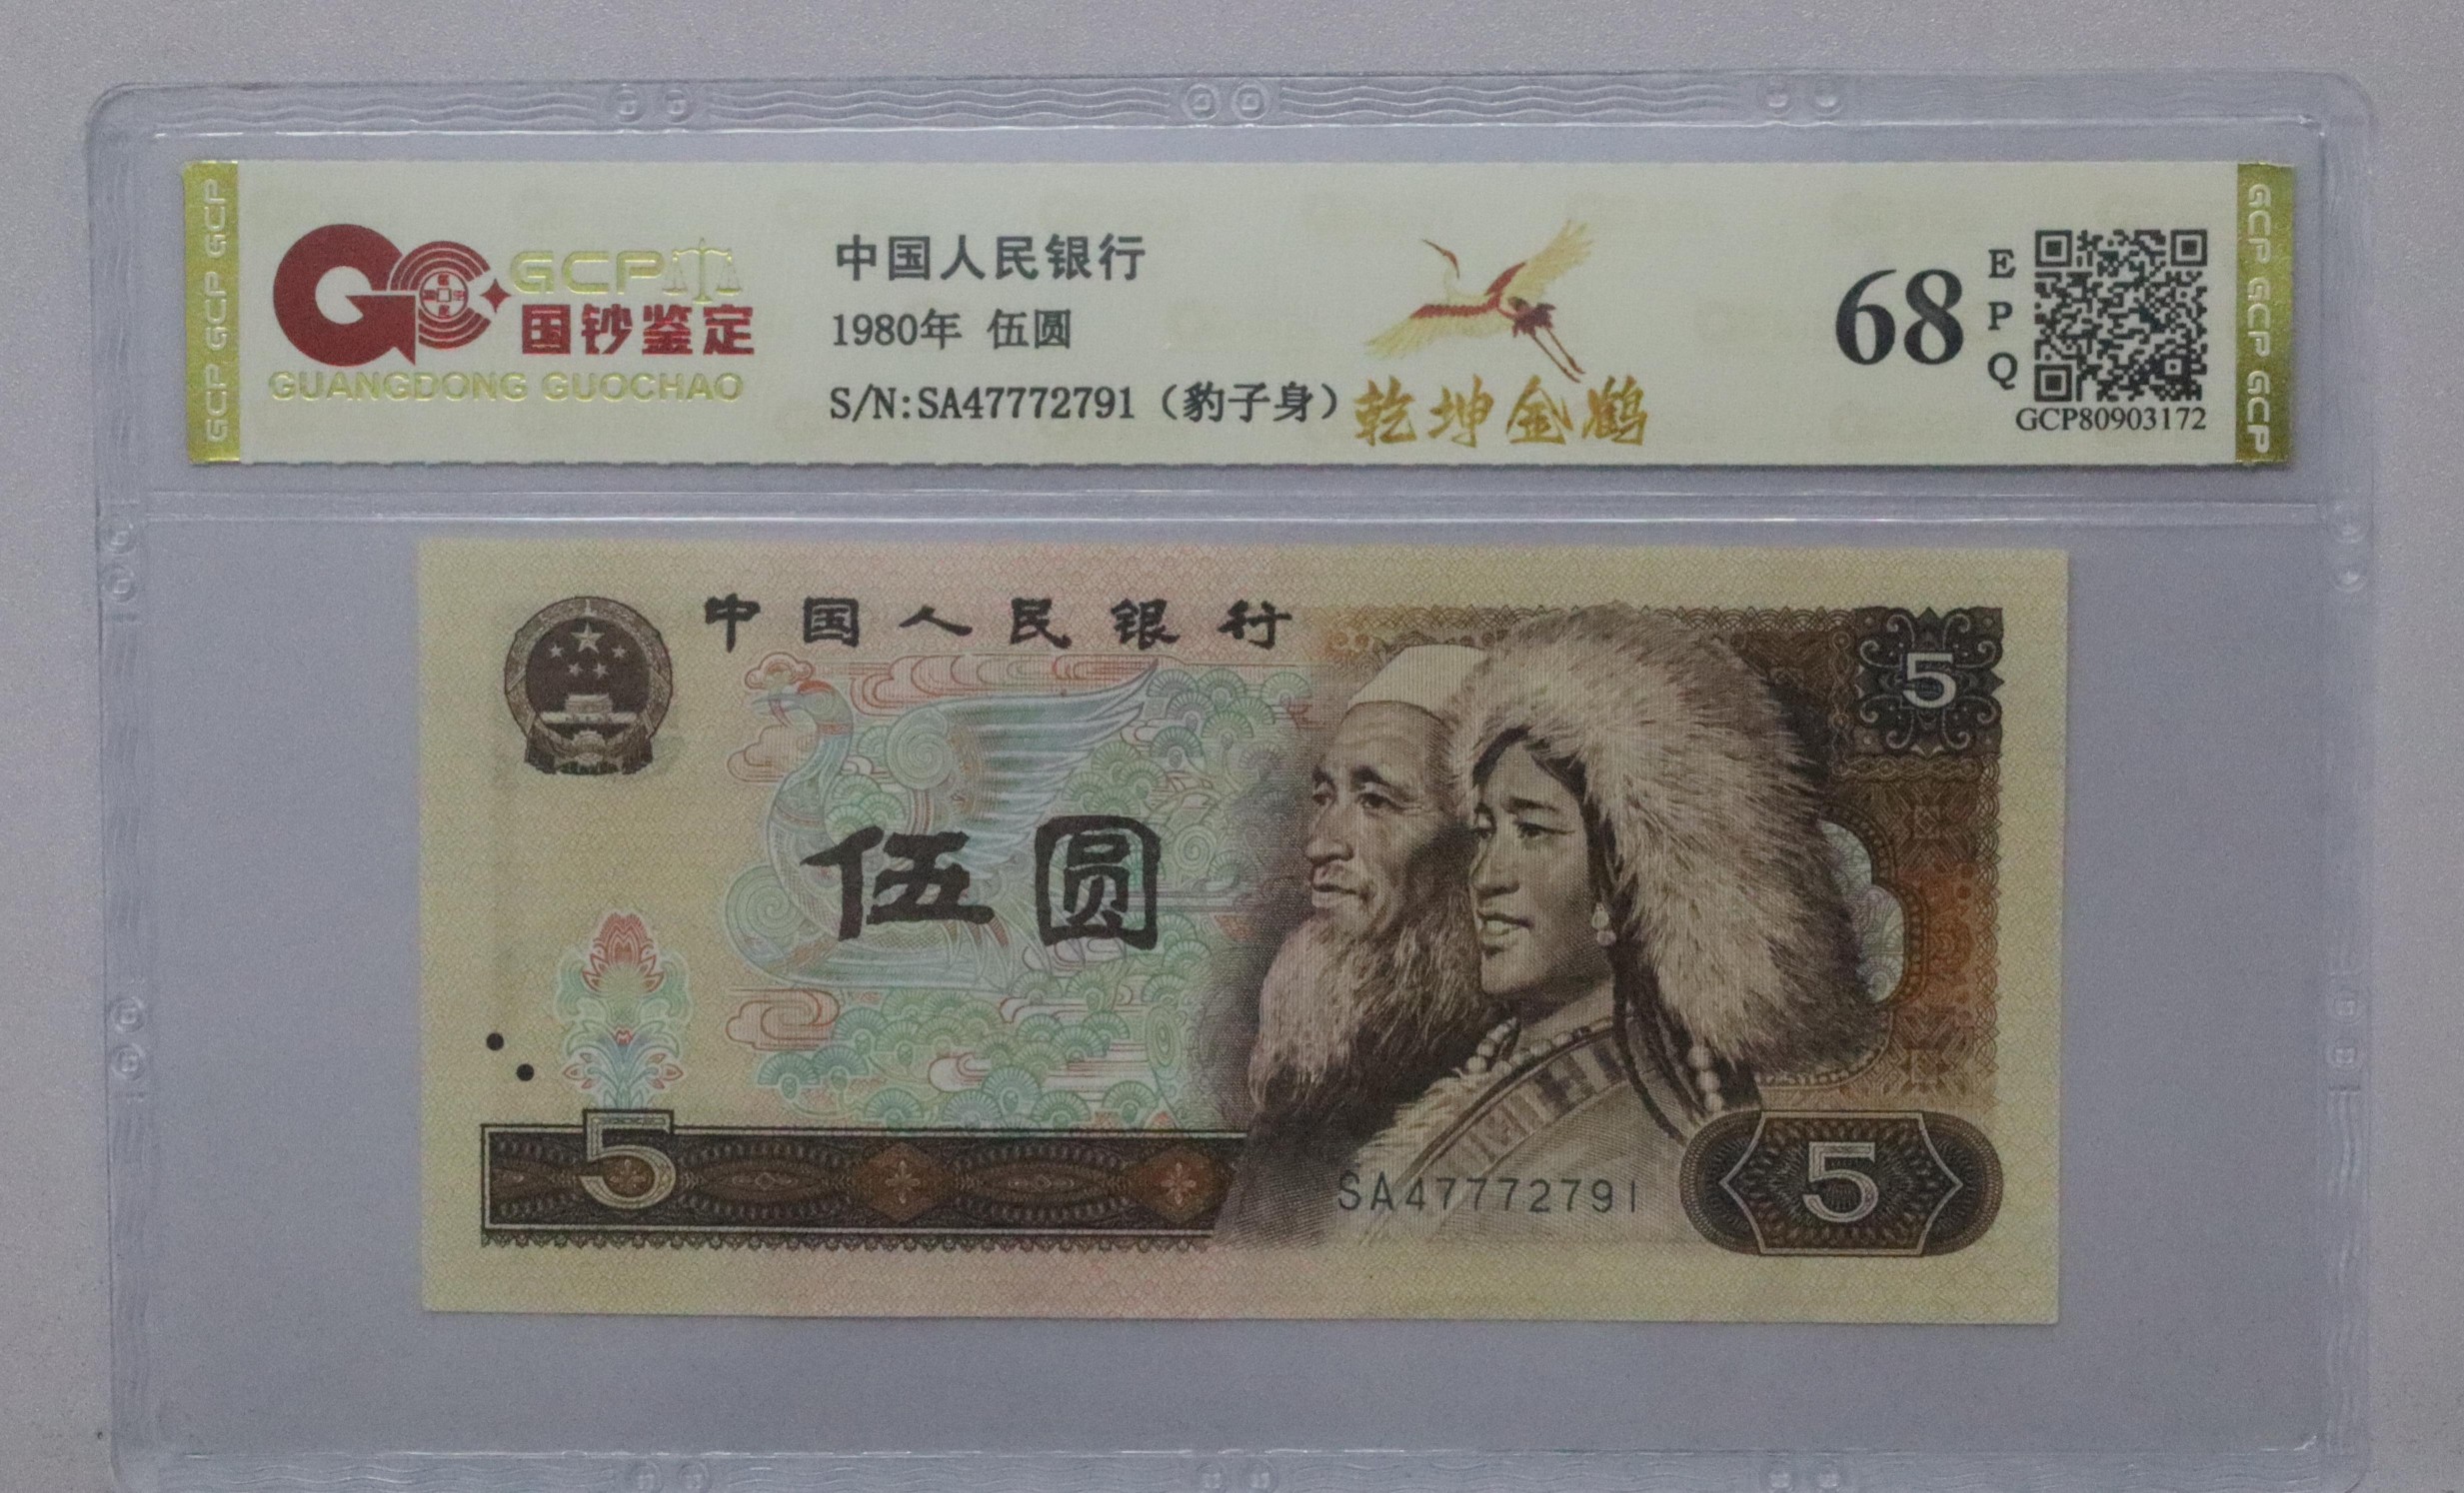 GCP GCP GCP
GCP
国钞鉴定
GUANGDONG GUOCHAO
中国人民银行
1980年 伍圆
S/N:SA47772791（豹子身）
乾坤金鹤
68
E
P
Q
GCP80903172
GCP GCP GCP
中国人民银行
5
伍圆
5
SA47772791
5